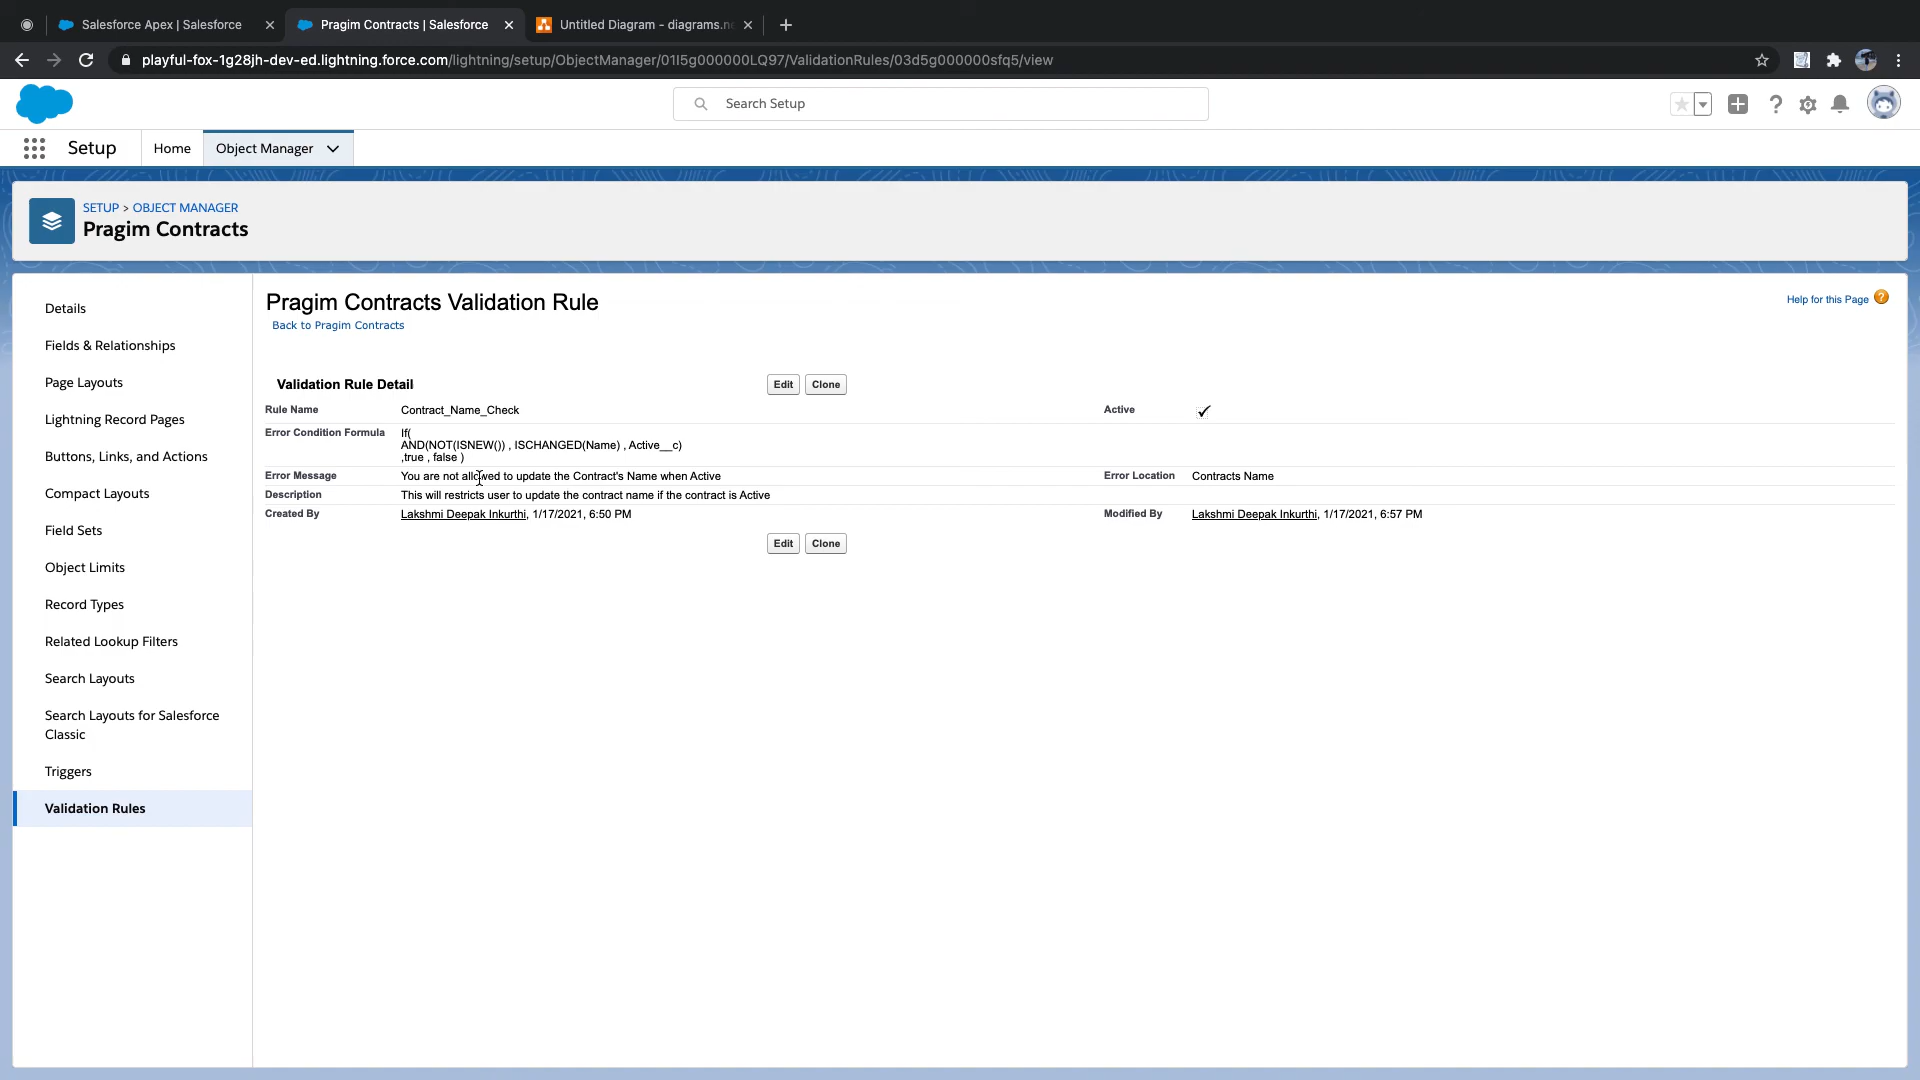 Salesforce Apex | Salesforce
Pragim Contracts | Salesforce
Untitled Diagram - diagrams.ne
playful-fox-1g28jh-dev-ed.lightning.force.com/lightning/setup/ObjectManager/01I5g000000LQ97/ValidationRules/03d5g000000sfq5/view
Search Setup
Setup
Home
Object Manager
SETUP > OBJECT MANAGER
Pragim Contracts
Details
Fields & Relationships
Page Layouts
Lightning Record Pages
Buttons, Links, and Actions
Compact Layouts
Field Sets
Object Limits
Record Types
Related Lookup Filters
Search Layouts
Search Layouts for Salesforce
Classic
Triggers
Validation Rules
Pragim Contracts Validation Rule
Help for this Page
Back to Pragim Contracts
Validation Rule Detail
Edit Clone
Rule Name Contract_Name_Check Active
Error Condition Formula If(
AND(NOT(ISNEW()) , ISCHANGED(Name) , Active__c)
,true , false )
Error Message You are not allowed to update the Contract's Name when Active Error Location Contracts Name
Description This will restricts user to update the contract name if the contract is Active
Created By Lakshmi Deepak Inkurthi, 1/17/2021, 6:50 PM Modified By Lakshmi Deepak Inkurthi, 1/17/2021, 6:57 PM
Edit Clone